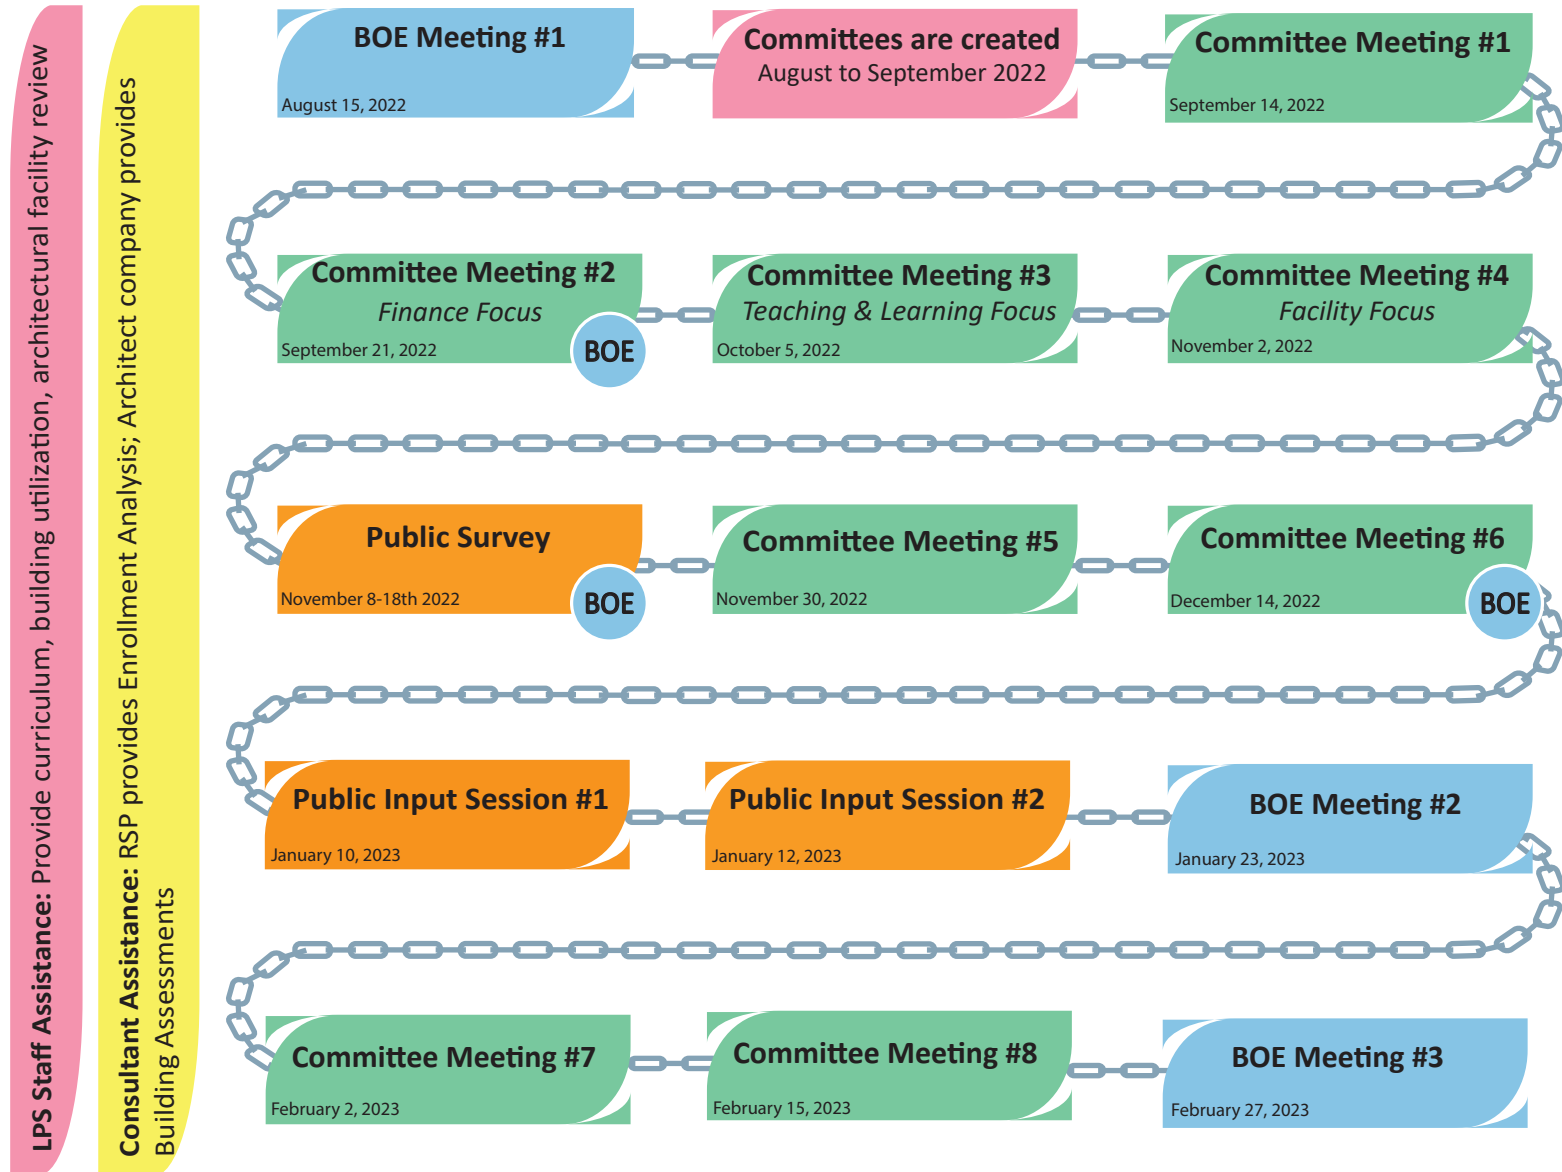 LPS Staff Assistance: Provide curriculum, building utilization, architectural facility review
Consultant Assistance: RSP provides Enrollment Analysis; Architect company provides
Building Assessments
BOE Meeting #1
August 15, 2022
Committees are created
August to September 2022
Committee Meeting #1
September 14, 2022
Committee Meeting #2
Finance Focus
September 21, 2022
BOE
Committee Meeting #3
Teaching & Learning Focus
October 5, 2022
Committee Meeting #4
Facility Focus
November 2, 2022
Public Survey
November 8-18th 2022
BOE
Committee Meeting #5
November 30, 2022
Committee Meeting #6
December 14, 2022
BOE
Public Input Session #1
January 10, 2023
Public Input Session #2
January 12, 2023
BOE Meeting #2
January 23, 2023
Committee Meeting #7
February 2, 2023
Committee Meeting #8
February 15, 2023
BOE Meeting #3
February 27, 2023